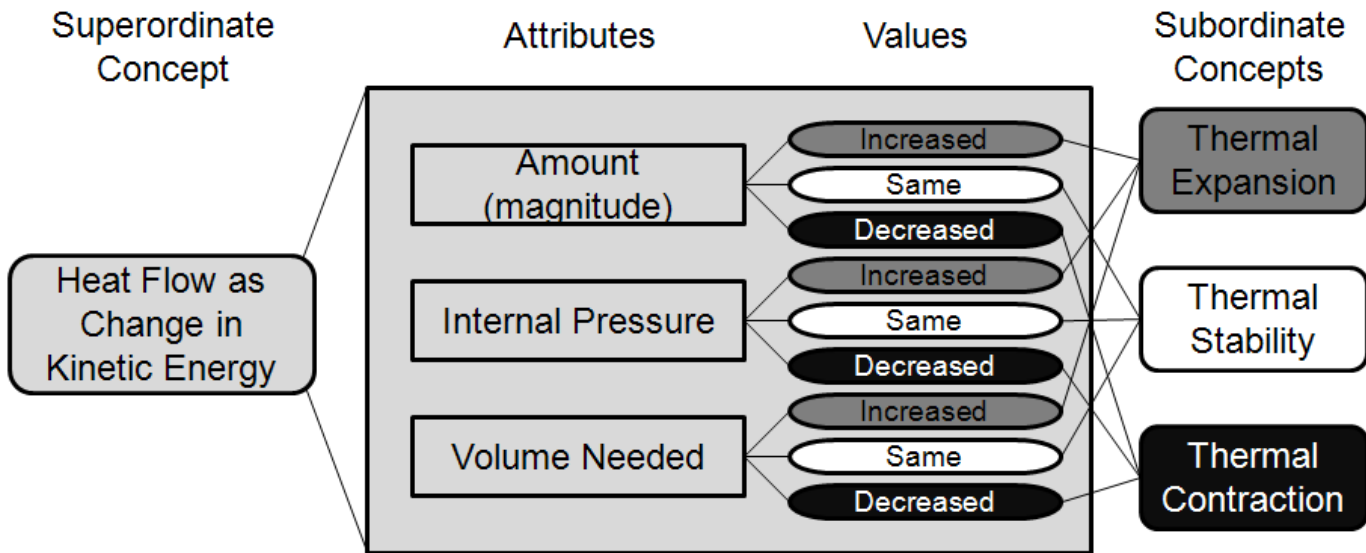 Superordinate
Concept
Attributes
Values
Subordinate
Concepts
Heat Flow as
Change in
Kinetic Energy
Amount
(magnitude)
Increased
Same
Decreased
Internal Pressure
Increased
Same
Decreased
Volume Needed
Increased
Same
Decreased
Thermal
Expansion
Thermal
Stability
Thermal
Contraction